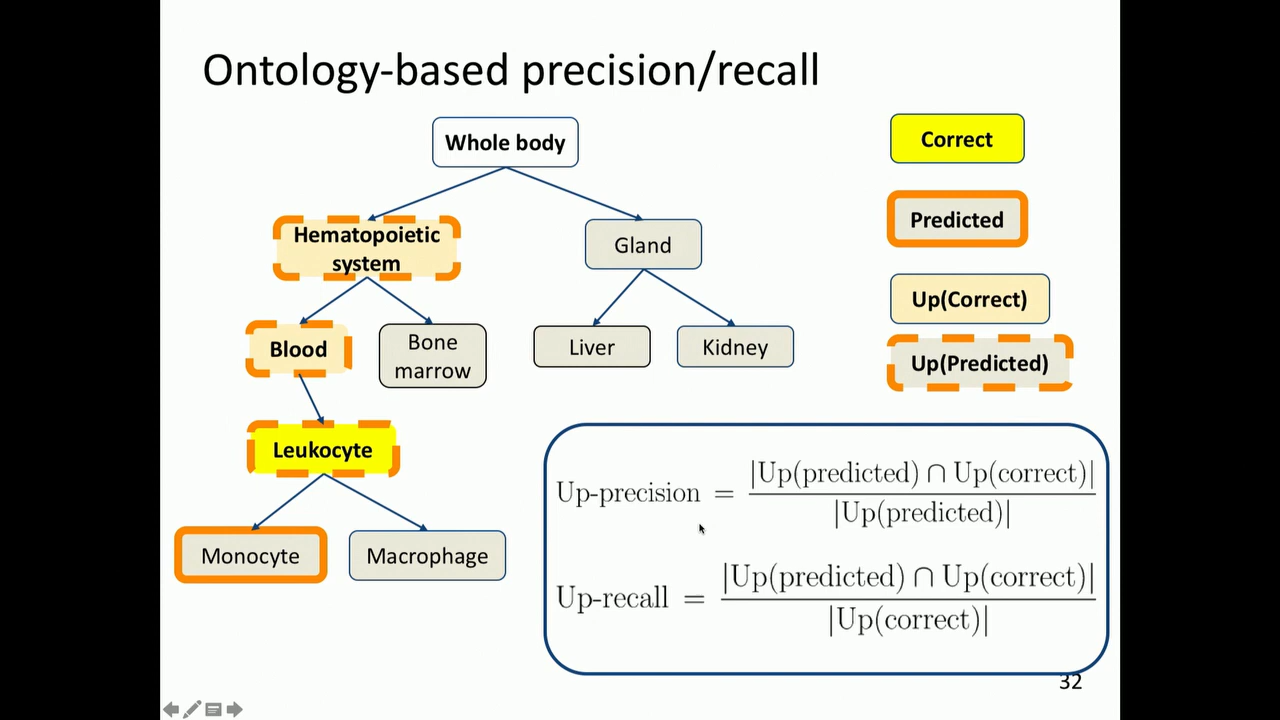 Ontology-based precision/recall
Whole body
Correct
Hematopoietic
system
Gland
Predicted
Up(Correct)
Blood
Bone
marrow
Liver
Kidney
Up(Predicted)
Leukocyte
Monocyte
Macrophage
Up-precision = |Up(predicted) ∩ Up(correct)|
|Up(predicted)|
Up-recall = |Up(predicted) ∩ Up(correct)|
|Up(correct)|
32